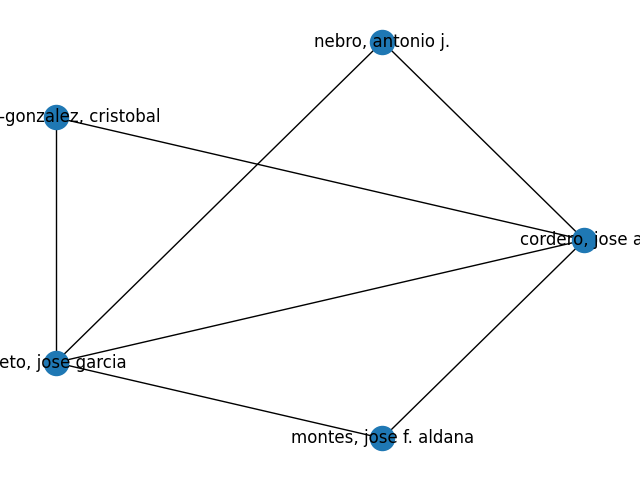 nebro, antonio j.
-gonzalez, cristobal
cordero, jose a
eto, jose garcia
montes, jose f. aldana